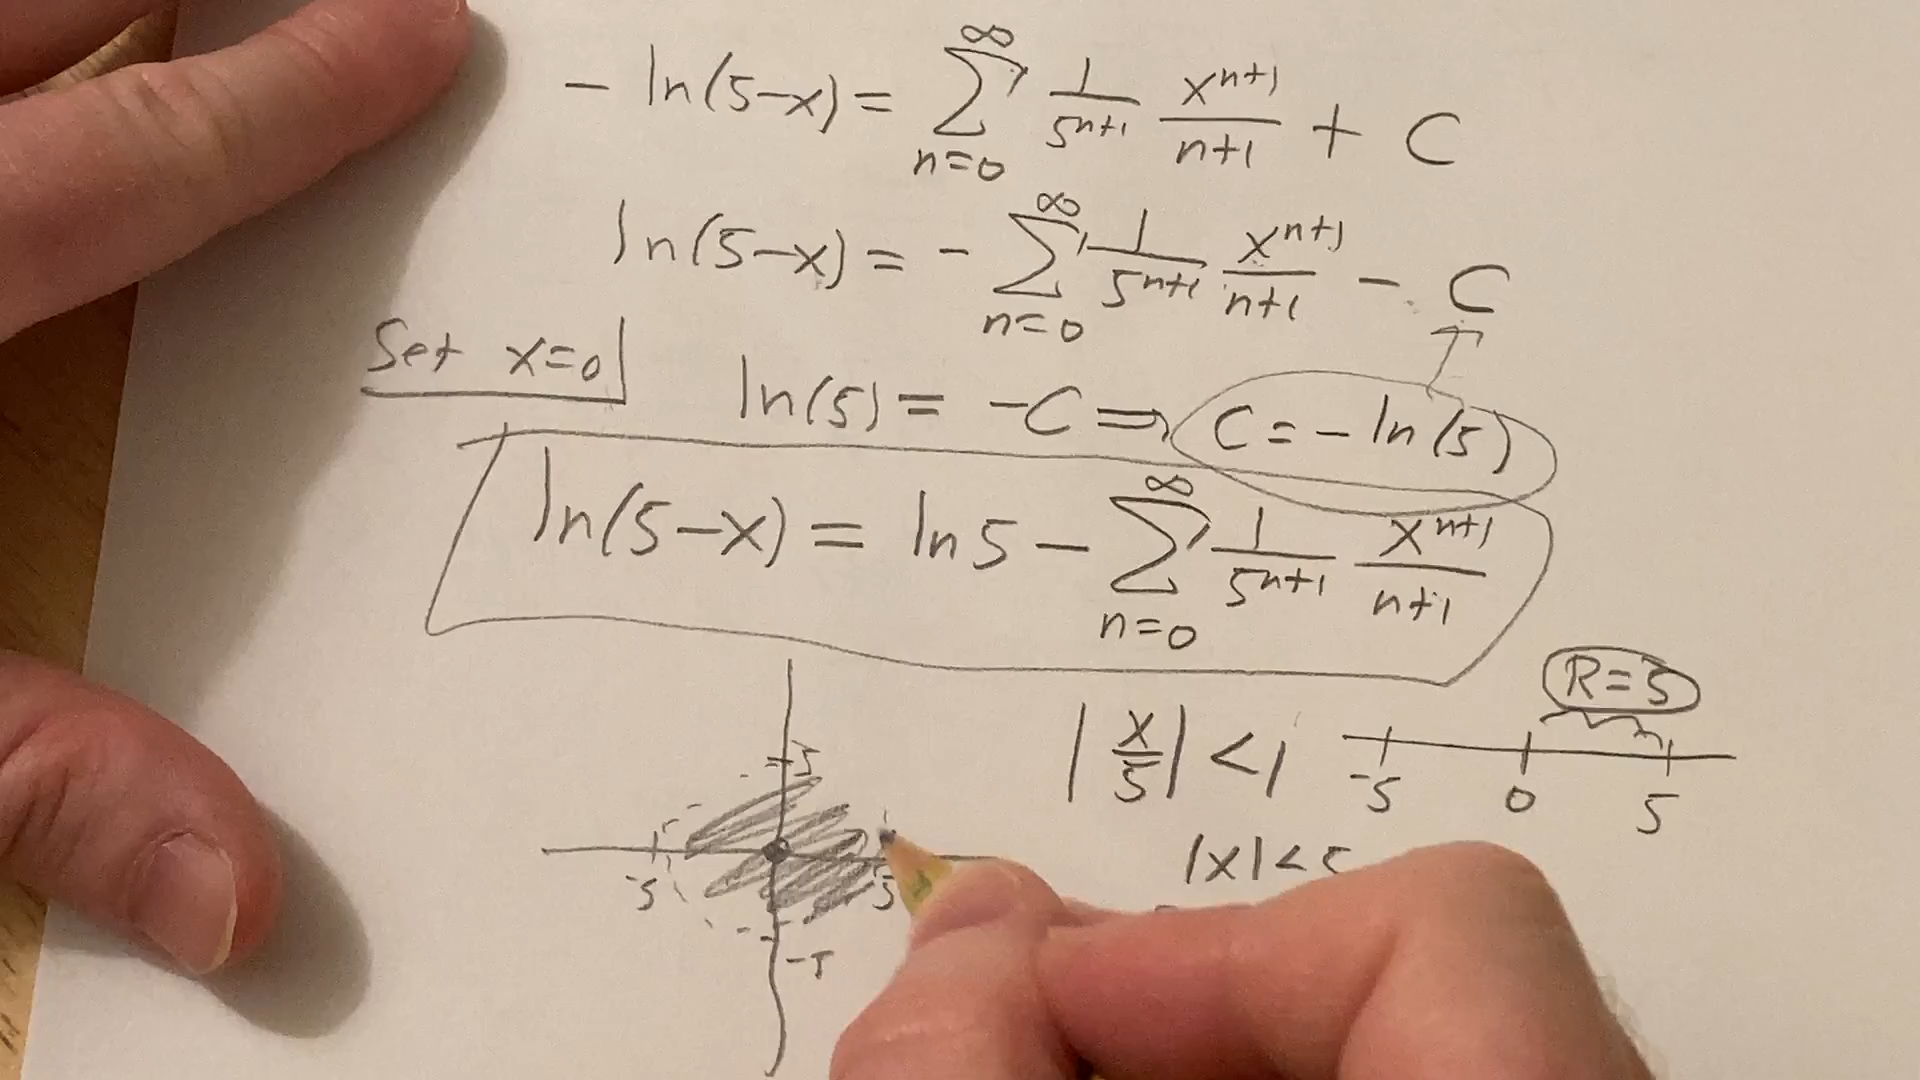 - ln(5-x) = ∑_{n=0}^{∞} 1/5^{n+1} x^{n+1}/n+1 + C
ln(5-x) = - ∑_{n=0}^{∞} 1/5^{n+1} x^{n+1}/n+1 - C
Set x=0
ln(5) = -C ⇒ C = - ln(5)
ln(5-x) = ln5 - ∑_{n=0}^{∞} 1/5^{n+1} x^{n+1}/n+1
R=5
|x/5| < 1
-5 0 5
|x| <
5
-5 5
-5